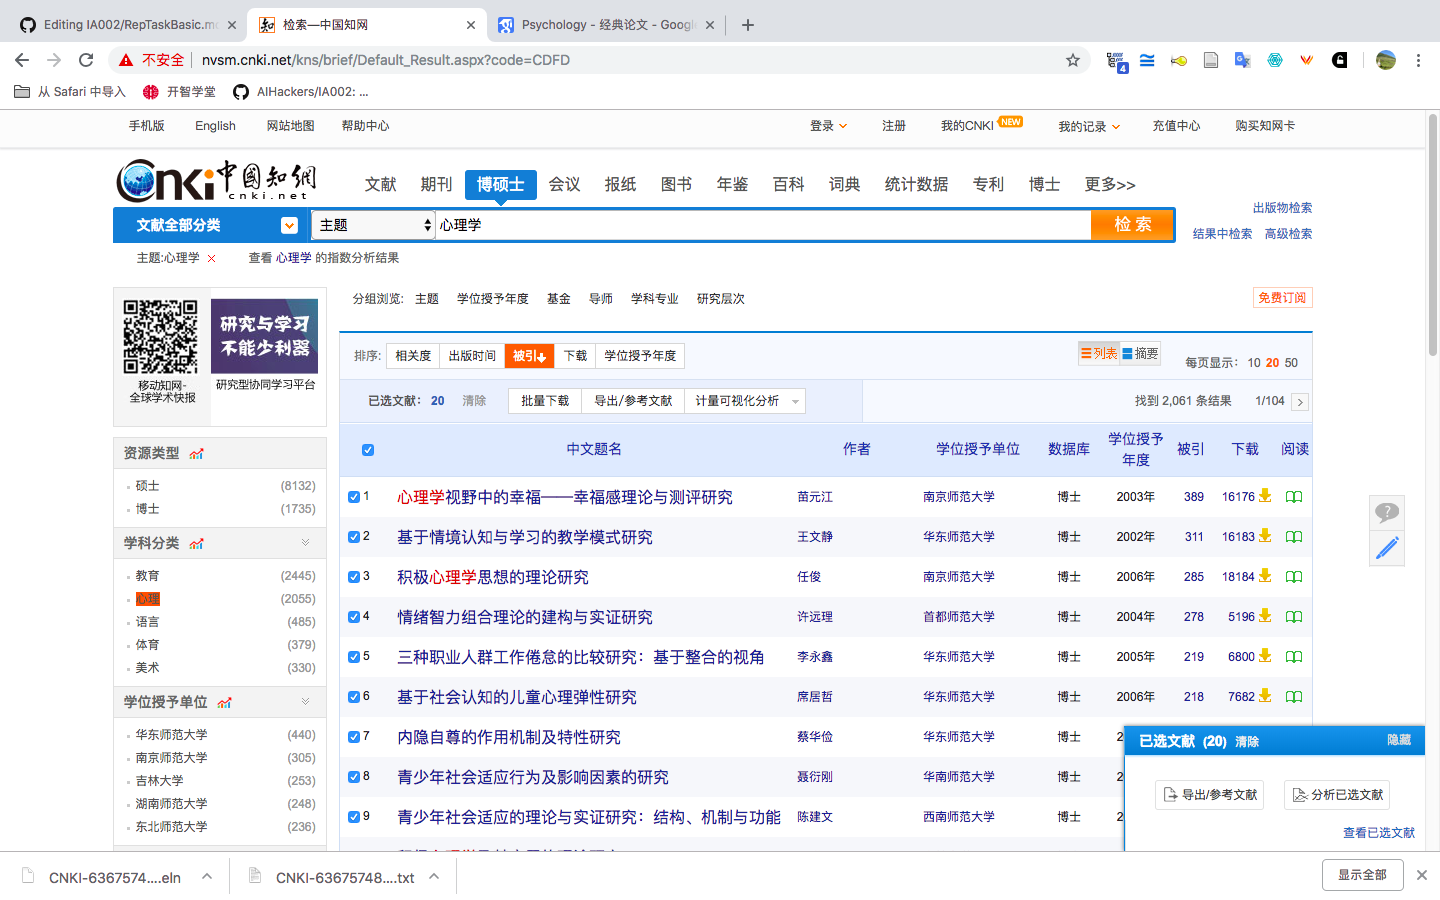 Editing IA002/RepTaskBasic.m
检索—中国知网
Psychology - 经典论文 - Googl
不安全
nvsm.cnki.net/kns/brief/Default_Result.aspx?code=CDFD
4
从 Safari 中导入
开智学堂
AIHackers/IA002: ...
手机版 English 网站地图 帮助中心
登录 注册 我的CNKI NEW 我的记录 充值中心 购买知网卡
Cnki中國知網
cnki.net
文献 期刊 博硕士 会议 报纸 图书 年鉴 百科 词典 统计数据 专利 博士 更多>>
出版物检索
文献全部分类 主题 心理学 检索
结果中检索 高级检索
主题:心理学 × 查看 心理学 的指数分析结果
研究与学习
不能少利器
移动知网-
全球学术快报
研究型协同学习平台
分组浏览: 主题 学位授予年度 基金 导师 学科专业 研究层次
免费订阅
排序: 相关度 出版时间 被引 下载 学位授予年度
列表 摘要 每页显示: 10 20 50
已选文献: 20 清除 批量下载 导出/参考文献 计量可视化分析
找到 2,061 条结果 1/104
中文题名 作者 学位授予单位 数据库 学位授予年度 被引 下载 阅读
1 心理学视野中的幸福——幸福感理论与测评研究 苗元江 南京师范大学 博士 2003年 389 16176
2 基于情境认知与学习的教学模式研究 王文静 华东师范大学 博士 2002年 311 16183
3 积极心理学思想的理论研究 任俊 南京师范大学 博士 2006年 285 18184
4 情绪智力组合理论的建构与实证研究 许远理 首都师范大学 博士 2004年 278 5196
5 三种职业人群工作倦怠的比较研究：基于整合的视角 李永鑫 华东师范大学 博士 2005年 219 6800
6 基于社会认知的儿童心理弹性研究 席居哲 华东师范大学 博士 2006年 218 7682
7 内隐自尊的作用机制及特性研究 蔡华俭 华东师范大学 博士 2
8 青少年社会适应行为及影响因素的研究 聂衍刚 华南师范大学 博士 2
9 青少年社会适应的理论与实证研究：结构、机制与功能 陈建文 西南师范大学 博士 2
资源类型
硕士 (8132)
博士 (1735)
学科分类
教育 (2445)
心理 (2055)
语言 (485)
体育 (379)
美术 (330)
学位授予单位
华东师范大学 (440)
南京师范大学 (305)
吉林大学 (253)
湖南师范大学 (248)
东北师范大学 (236)
已选文献 (20) 清除 隐藏
导出/参考文献 分析已选文献
查看已选文献
CNKI-6367574....eln
CNKI-63675748....txt
显示全部